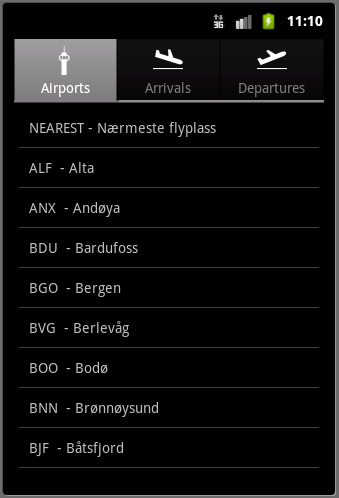 3G 11:10
Airports Arrivals Departures
NEAREST - Nærmeste flyplass
ALF - Alta
ANX - Andøya
BDU - Bardufoss
BGO - Bergen
BVG - Berlevåg
BOO - Bodø
BNN - Brønnøysund
BJF - Båtsfjord